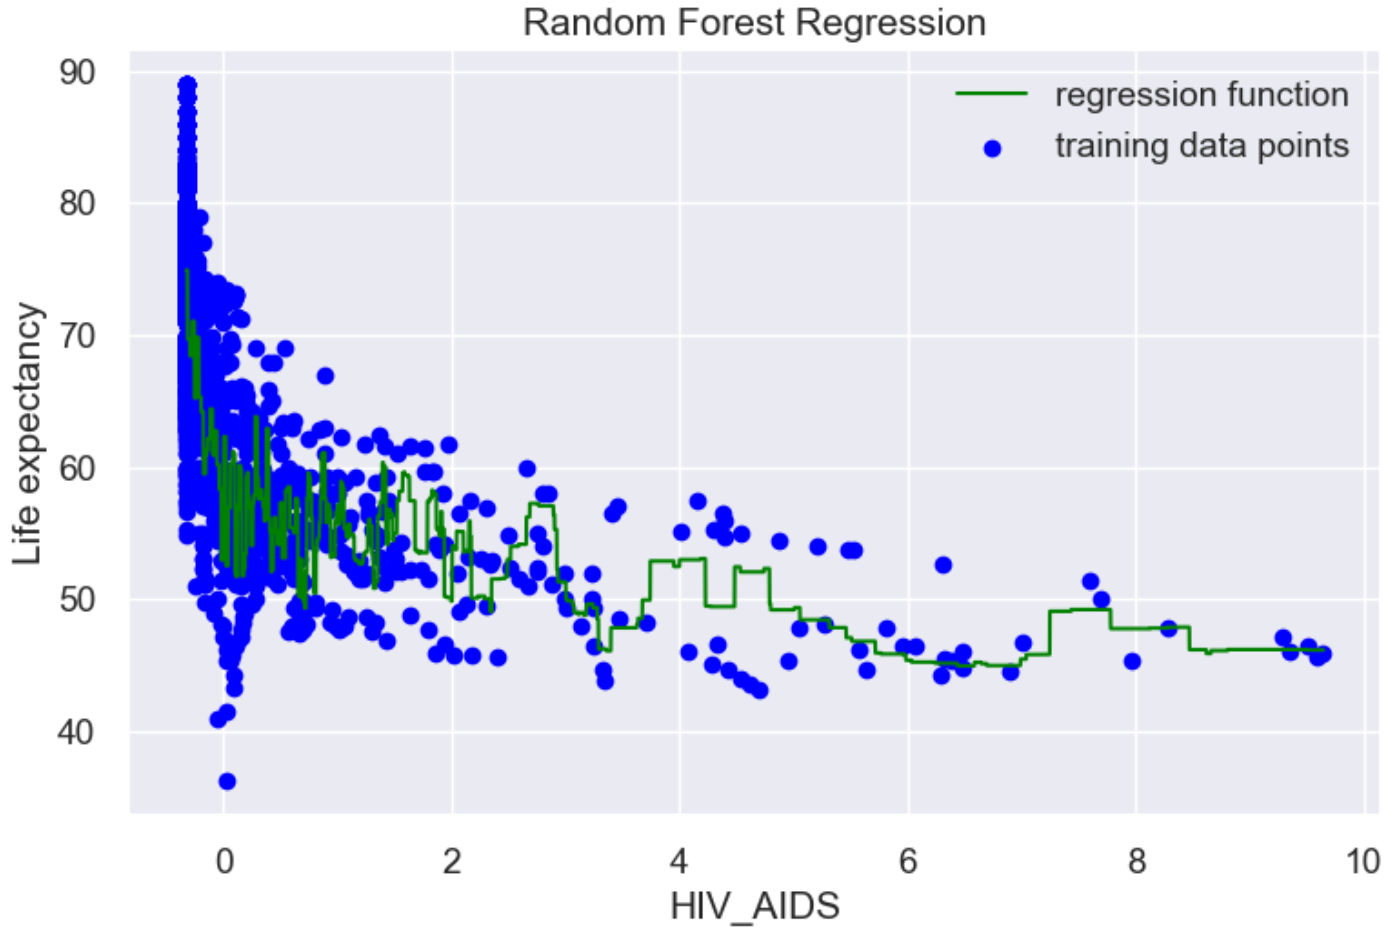 Random Forest Regression
regression function
training data points
90
80
70
60
50
40
Life expectancy
0 2 4 6 8 10
HIV_AIDS